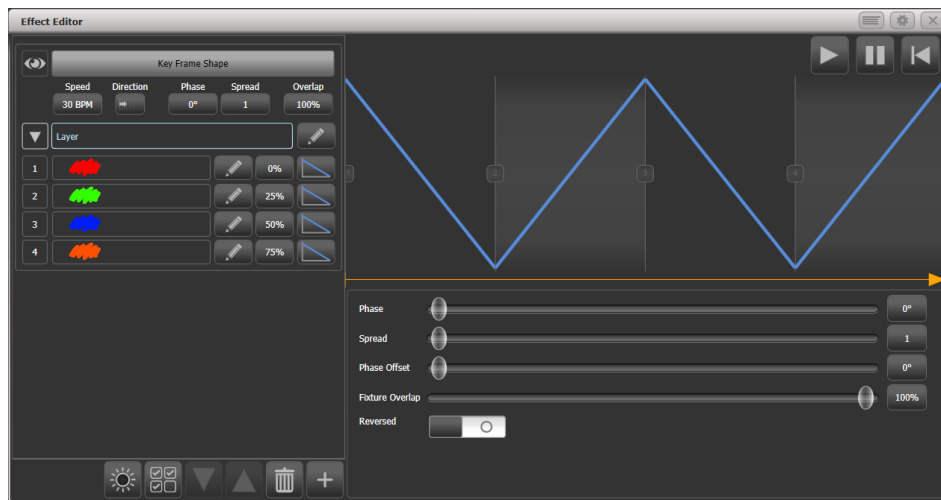 Effect Editor
Key Frame Shape
Speed Direction Phase Spread Overlap
30 BPM 0° 1 100%
Layer
1 0%
2 25%
3 50%
4 75%
1 2 3 4
Phase 0°
Spread 1
Phase Offset 0°
Fixture Overlap 100%
Reversed